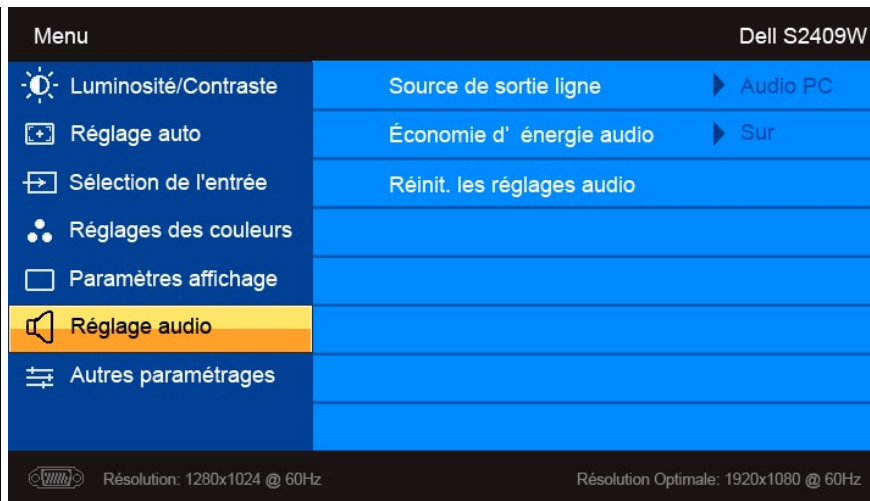 Menu Dell S2409W
Luminosité/Contraste Source de sortie ligne Audio PC
Réglage auto Économie d' énergie audio Sur
Sélection de l'entrée Réinit. les réglages audio
Réglages des couleurs
Paramètres affichage
Réglage audio
Autres paramétrages
Résolution: 1280x1024 @ 60Hz Résolution Optimale: 1920x1080 @ 60Hz